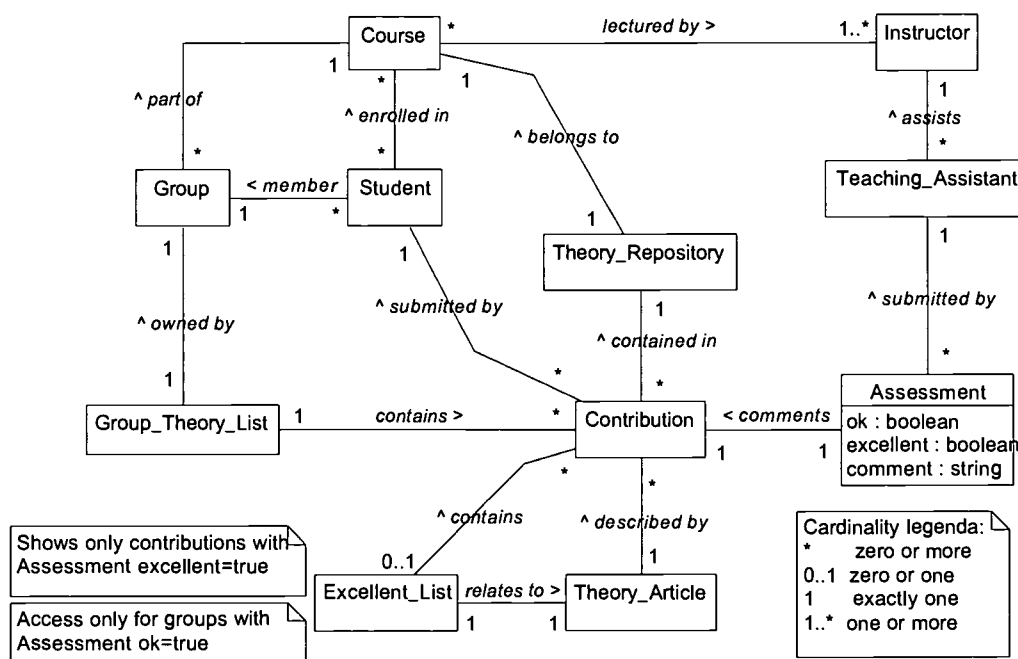 Course
*
lectured by >
1..*
Instructor
1
*
1
1
^ part of
^ enrolled in
^ belongs to
^ assists
*
*
*
Group
< member
Student
Teaching_Assistant
1
*
1
1
1
1
Theory_Repository
^ submitted by
1
^ submitted by
^ owned by
^ contained in
1
*
*
*
Assessment
Group_Theory_List
1
contains >
*
Contribution
< comments
ok : boolean
excellent : boolean
comment : string
1
1
*
*
^ contains
^ described by
Shows only contributions with
Assessment excellent=true
0..1
1
Excellent_List
relates to >
Theory_Article
1
1
Access only for groups with
Assessment ok=true
Cardinality legenda:
* zero or more
0..1 zero or one
1 exactly one
1..* one or more